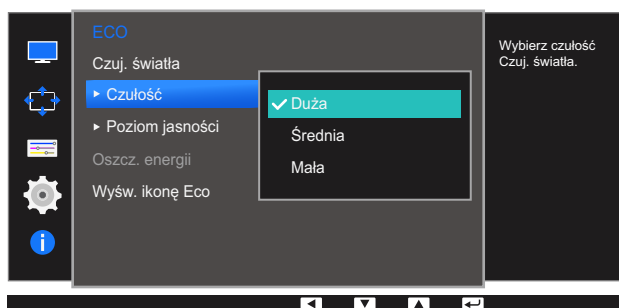 ECO
Czuj. światła
Czułość
Poziom jasności
Oszcz. energii
Wyśw. ikonę Eco
Duża
Średnia
Mała
Wybierz czułość
Czuj. światła.